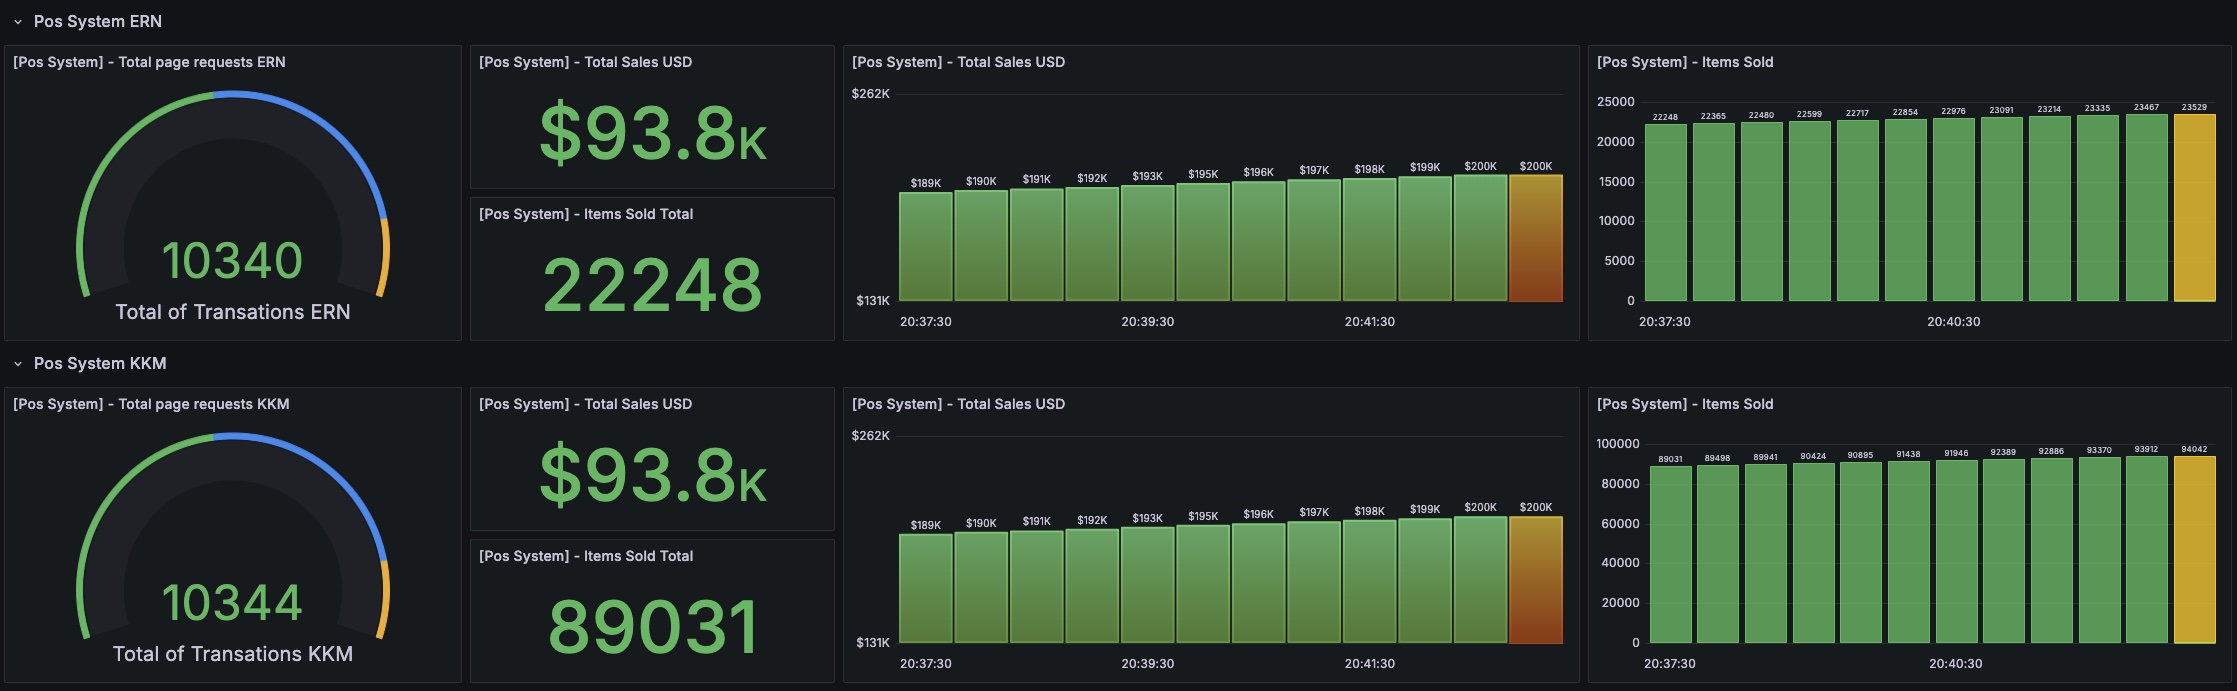 Pos System ERN
[Pos System] - Total page requests ERN
10340
Total of Transations ERN
[Pos System] - Total Sales USD
$93.8K
[Pos System] - Items Sold Total
22248
[Pos System] - Total Sales USD
$262K
$189K $190K $191K $192K $193K $195K $196K $197K $198K $199K $200K $200K
$131K
20:37:30 20:39:30 20:41:30
[Pos System] - Items Sold
25000
22248 22365 22480 22599 22717 22854 22976 23091 23214 23335 23467 23529
20000
15000
10000
5000
0
20:37:30 20:40:30
Pos System KKM
[Pos System] - Total page requests KKM
10344
Total of Transations KKM
[Pos System] - Total Sales USD
$93.8K
[Pos System] - Items Sold Total
89031
[Pos System] - Total Sales USD
$262K
$189K $190K $191K $192K $193K $195K $196K $197K $198K $199K $200K $200K
$131K
20:37:30 20:39:30 20:41:30
[Pos System] - Items Sold
100000
89031 89498 89941 90424 90895 91438 91946 92389 92886 93370 93912 94042
80000
60000
40000
20000
0
20:37:30 20:40:30